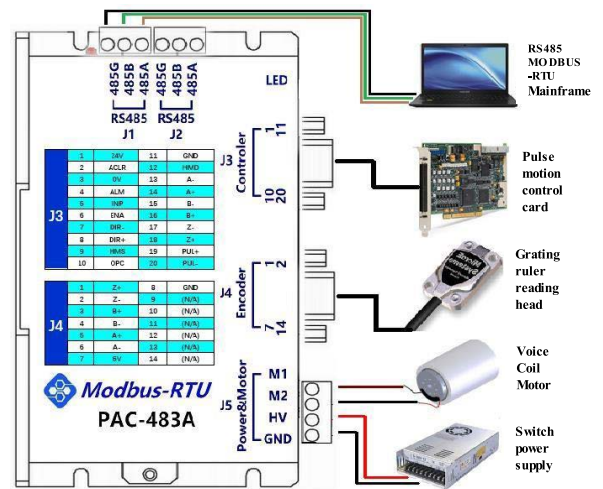 485G
485B
485A
485G
485B
485A
RS485
RS485
J1
J2
LED
RS485
MODBUS
-RTU
Mainframe
J3
Controler
1
11
10
20
Pulse
motion
control
card
J3
1 24V 11 GND
2 ACLR 12 HMD
3 0V 13 A-
4 ALM 14 A+
5 INP 15 B-
6 ENA 16 B+
7 DIR- 17 Z-
8 DIR+ 18 Z+
9 HMS 19 PUL+
10 OPC 20 PUL-
J4
Encoder
1
2
7
14
Grating
ruler
reading
head
J4
1 Z+ 8 GND
2 Z- 9 (N/A)
3 B+ 10 (N/A)
4 B- 11 (N/A)
5 A+ 12 (N/A)
6 A- 13 (N/A)
7 5V 14 (N/A)
Voice
Coil
Motor
Modbus-RTU
PAC-483A
J5
Power&Motor
M1
M2
HV
GND
Switch
power
supply